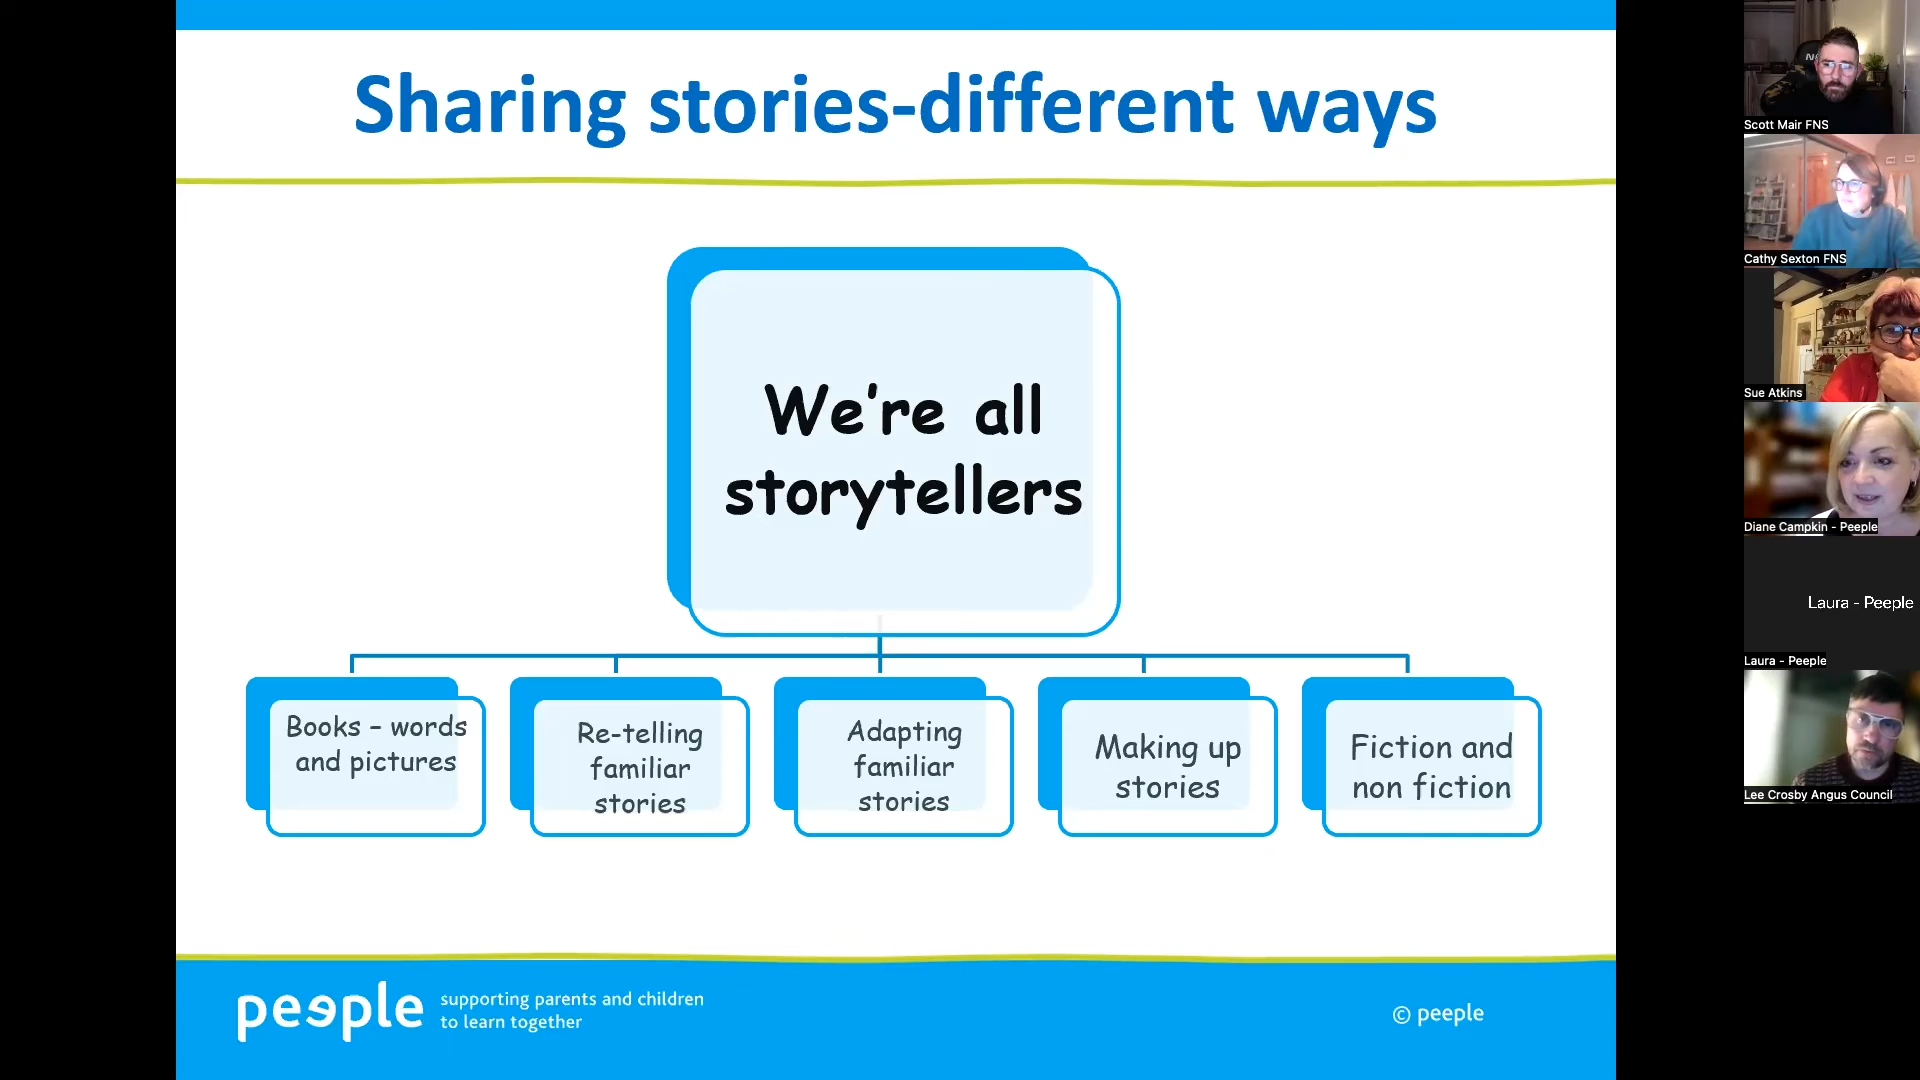 Sharing stories-different ways
We're all
storytellers
Books – words
and pictures
Re-telling
familiar
stories
Adapting
familiar
stories
Making up
stories
Fiction and
non fiction
peeple
supporting parents and children
to learn together
© peeple
Scott Mair FNS
Cathy Sexton FNS
Sue Atkins
Diane Campkin - Peeple
Laura - Peeple
Laura - Peeple
Lee Crosby Angus Council